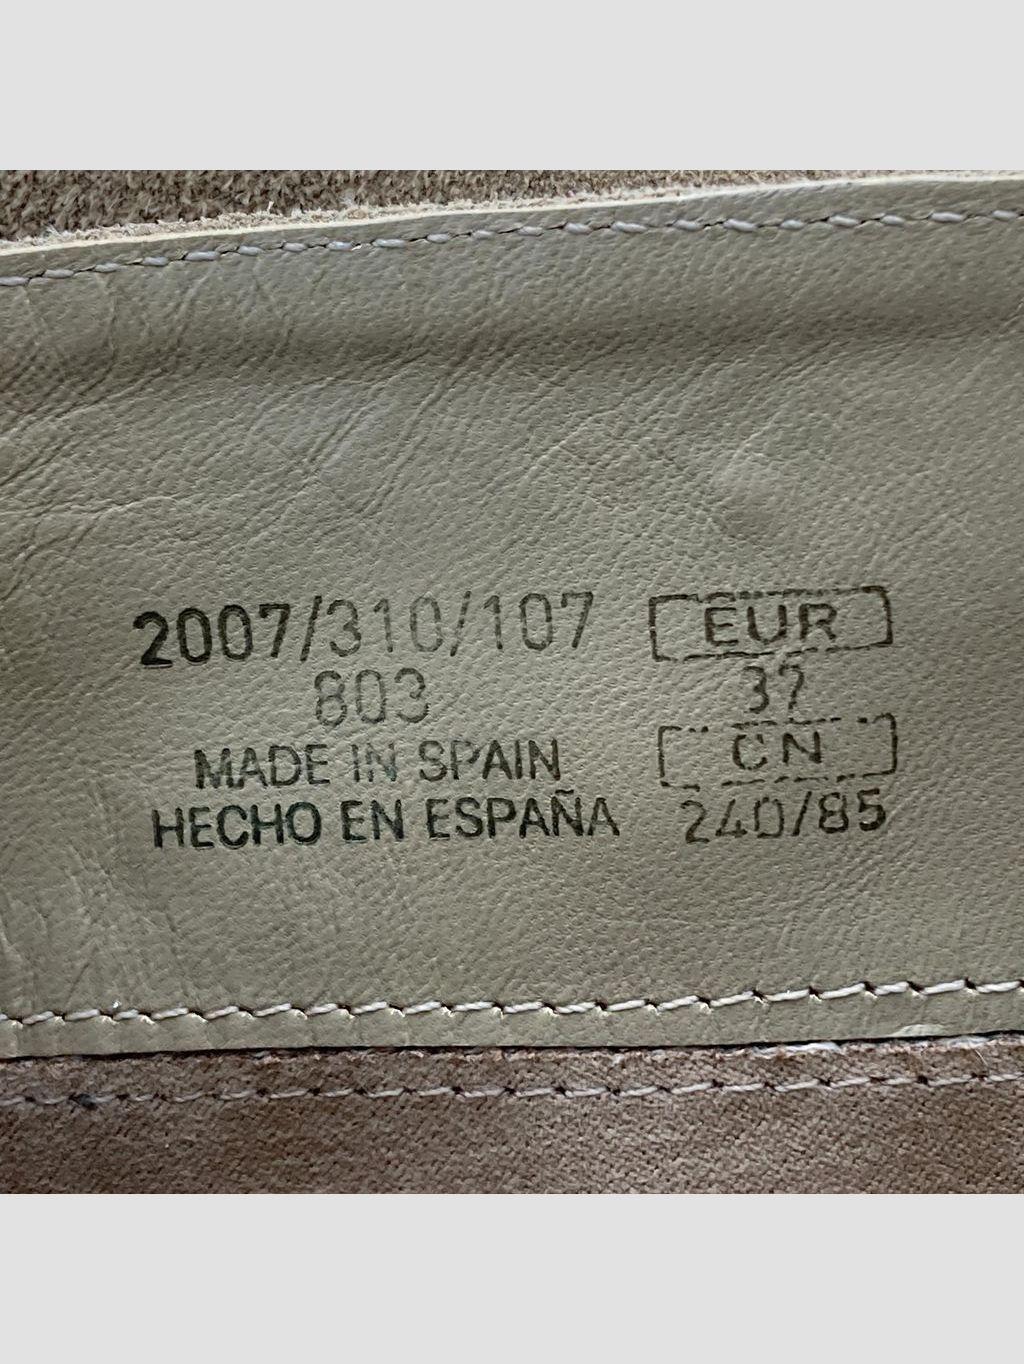 2007/310/107
803
MADE IN SPAIN
HECHO EN ESPAÑA
EUR
37
CN
240/85